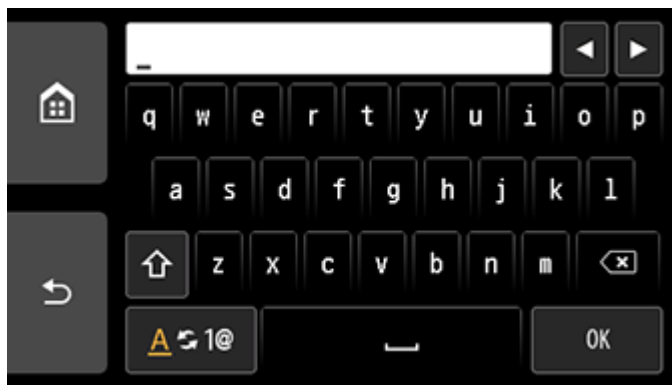 _
q w e r t y u i o p
a s d f g h j k l
z x c v b n m
A 1@ OK